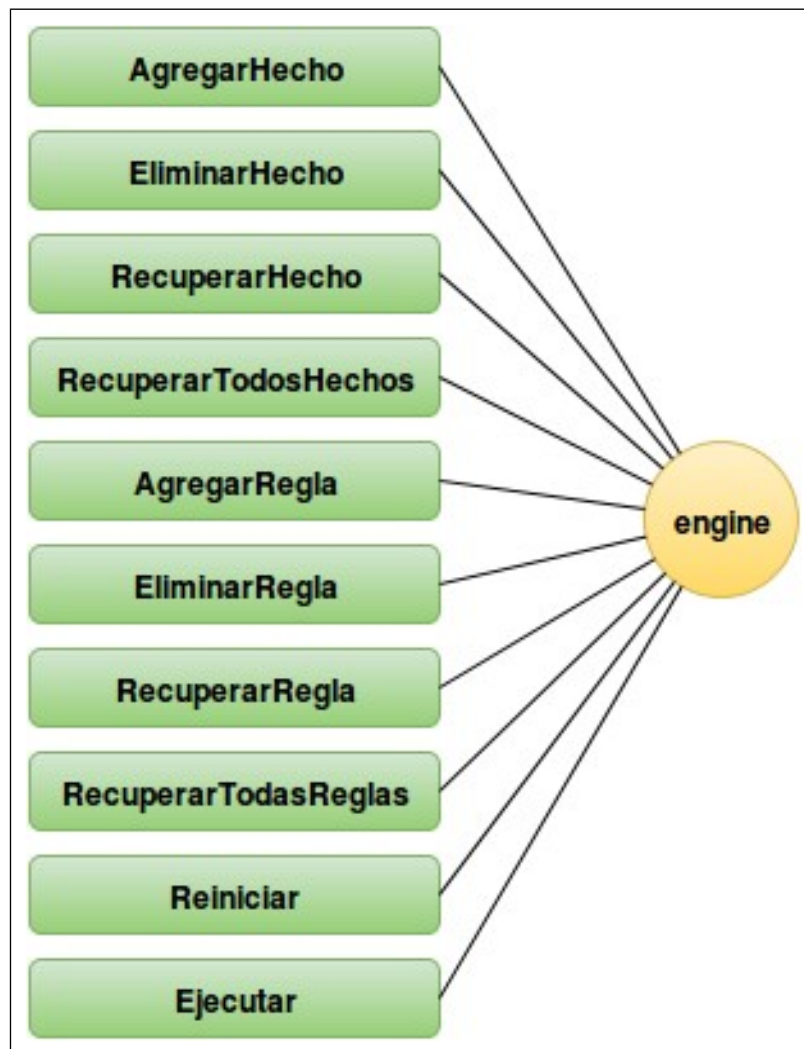 AgregarHecho
EliminarHecho
RecuperarHecho
RecuperarTodosHechos
AgregarRegla
EliminarRegla
RecuperarRegla
RecuperarTodasReglas
Reiniciar
Ejecutar
engine